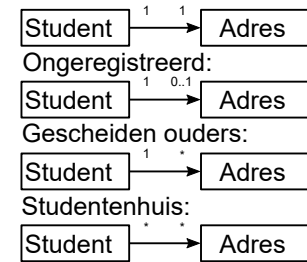 Student 1 1 Adres
Ongeregistreerd:
Student 1 0..1 Adres
Gescheiden ouders:
Student 1 * Adres
Studentenhuis:
Student * * Adres